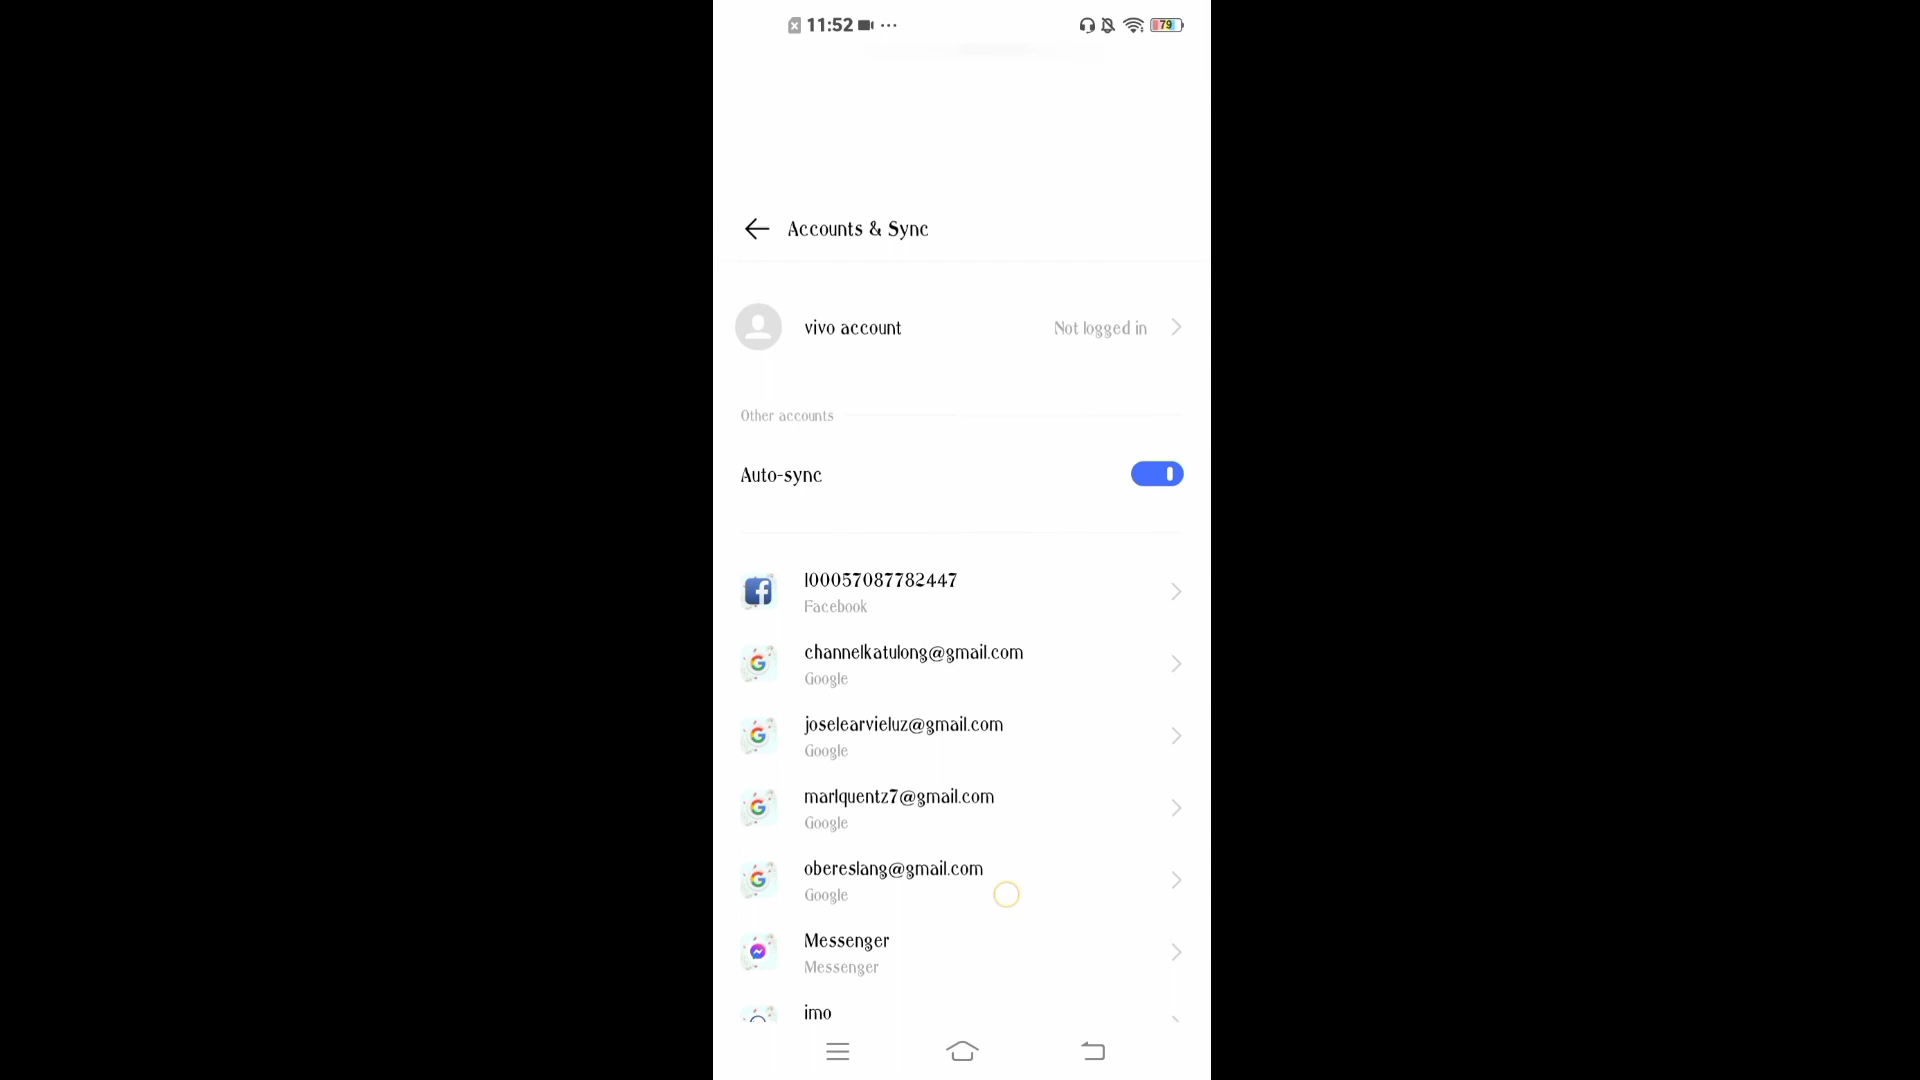 11:52
79
Accounts & Sync
vivo account
Not logged in
Other accounts
Auto-sync
100057087782447
Facebook
channelkatulong@gmail.com
Google
joselearvieluz@gmail.com
Google
marlquentz7@gmail.com
Google
obereslang@gmail.com
Google
Messenger
Messenger
imo